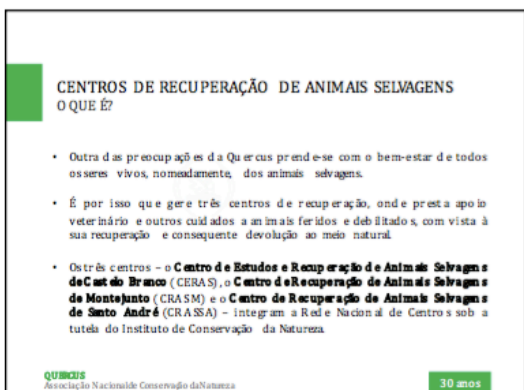 CENTROS DE RECUPERAÇÃO DE ANIMAIS SELVAGENS
O QUE É?
• Outra das preocupações da Quercus prende-se com o bem-estar de todos
os seres vivos, nomeadamente, dos animais selvagens.
• É por isso que gere três centros de recuperação, onde presta apoio
veterinário e outros cuidados a animais feridos e debilitados, com vista à
sua recuperação e consequente devolução ao meio natural.
• Os três centros – o Centro de Estudos e Recuperação de Animais Selvagens
de Castelo Branco (CERAS), o Centro de Recuperação de Animais Selvagens
de Montejunto (CRASM) e o Centro de Recuperação de Animais Selvagens
de Santo André (CRASSA) – integram a Rede Nacional de Centros sob a
tutela do Instituto de Conservação da Natureza.
QUERCUS
Associação Nacional de Conservação da Natureza
30 anos